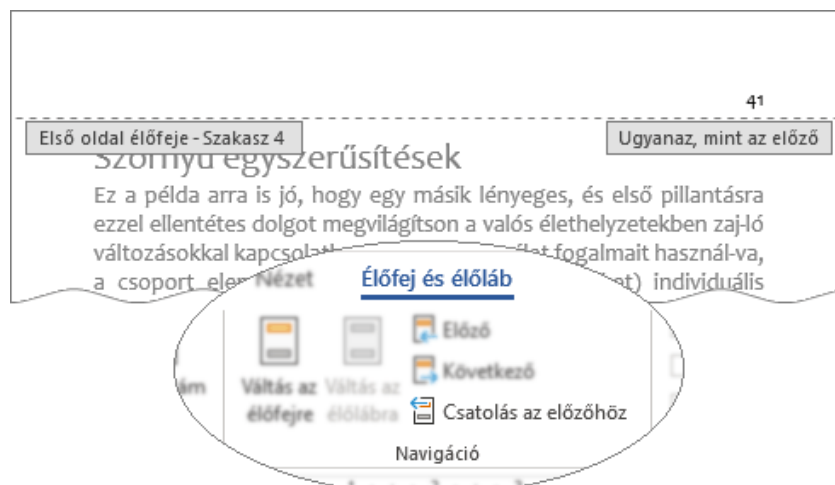 41
Első oldal élőfeje - Szakasz 4
Ugyanaz, mint az előző
Szörnyű egyszerűsítések
Ez a példa arra is jó, hogy egy másik lényeges, és első pillantásra
ezzel ellentétes dolgot megvilágítson a valós élethelyzetekben zaj-ló
változásokkal fogalmait használ-va,
a csoport individuális
Nézet
Élőfej és élőláb
Váltás az élőfejre
Váltás az élőlábra
Előző
Következő
Csatolás az előzőhöz
Navigáció